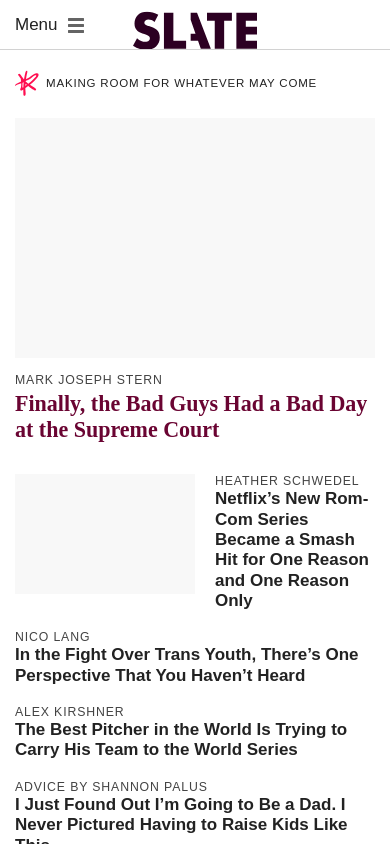 Menu
SLATE
MAKING ROOM FOR WHATEVER MAY COME
MARK JOSEPH STERN
Finally, the Bad Guys Had a Bad Day
at the Supreme Court
HEATHER SCHWEDEL
Netflix’s New Rom-
Com Series
Became a Smash
Hit for One Reason
and One Reason
Only
NICO LANG
In the Fight Over Trans Youth, There’s One
Perspective That You Haven’t Heard
ALEX KIRSHNER
The Best Pitcher in the World Is Trying to
Carry His Team to the World Series
ADVICE BY SHANNON PALUS
I Just Found Out I’m Going to Be a Dad. I
Never Pictured Having to Raise Kids Like
This